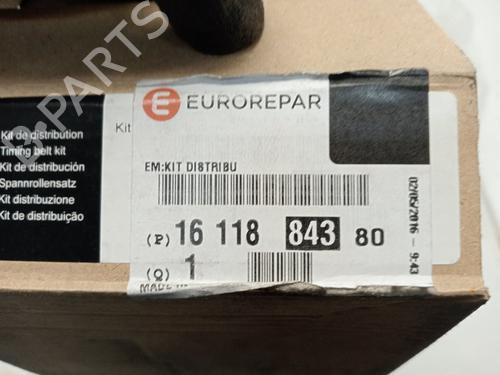 B-PARTS
EUROREPAR
Kit de distribution
Timing belt kit
Kit de distribución
Spannrollensatz
Kit distribuzione
Kit de distribuição
Kit
EM:KIT DISTRIBU
(P) 16 118 843 80
(Q) 1
02/05/2016 - 9:43